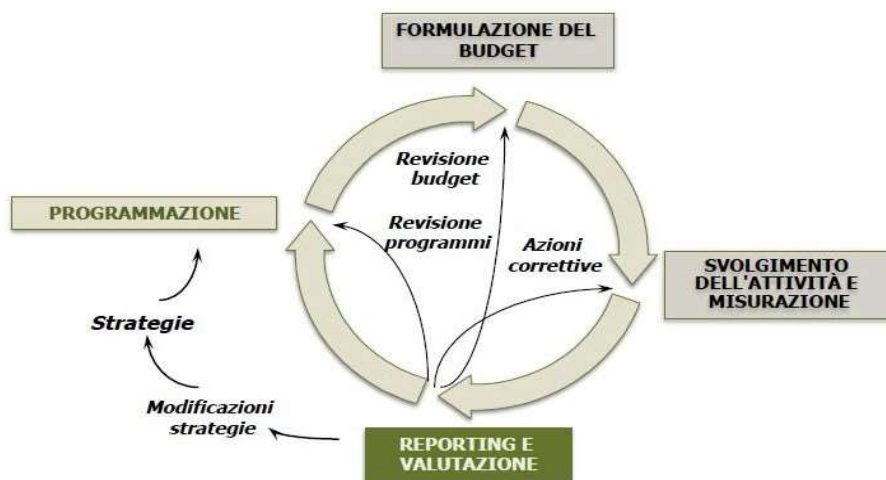 FORMULAZIONE DEL
BUDGET
Revisione
budget
PROGRAMMAZIONE
Revisione
programmi
Azioni
correttive
SVOLGIMENTO
DELL'ATTIVITÀ E
MISURAZIONE
Strategie
Modificazioni
strategie
REPORTING E
VALUTAZIONE